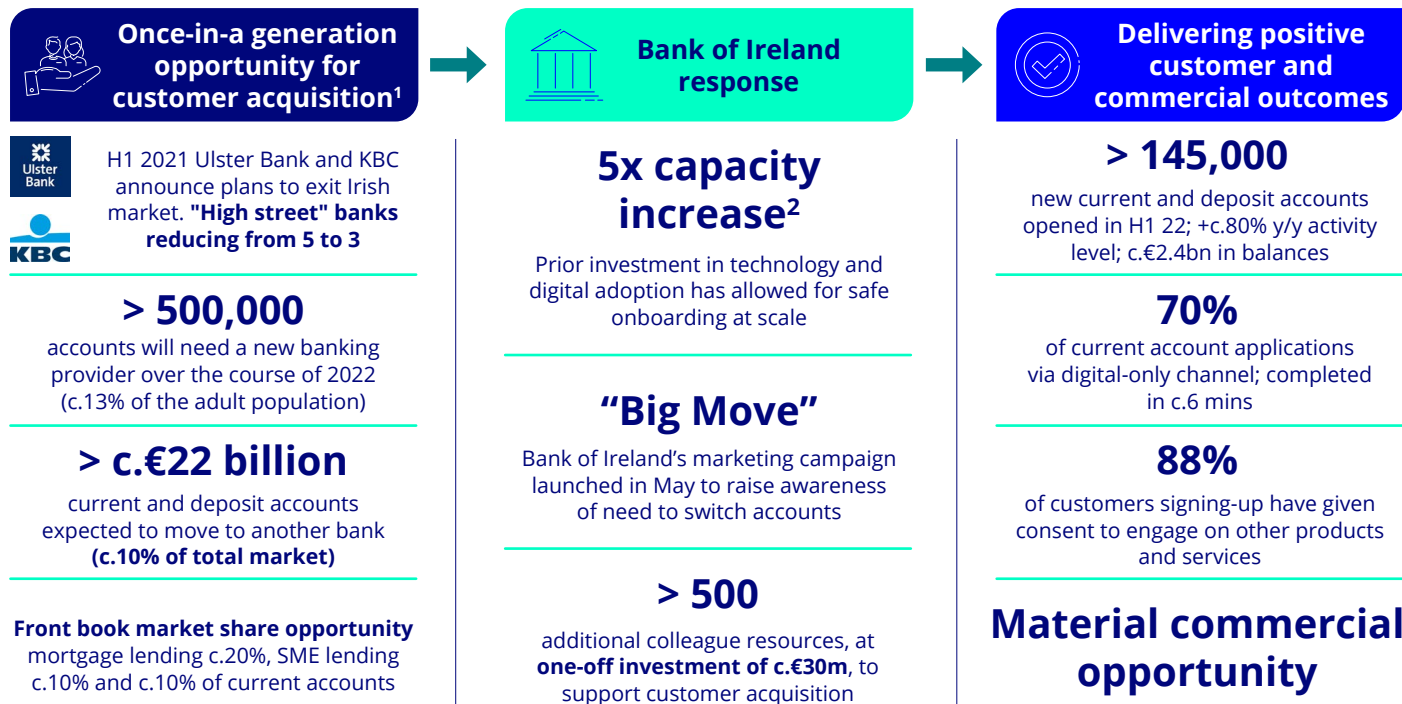 Once-in-a generation
opportunity for
customer acquisition¹
Ulster
Bank
KBC
H1 2021 Ulster Bank and KBC
announce plans to exit Irish
market. "High street" banks
reducing from 5 to 3
> 500,000
accounts will need a new banking
provider over the course of 2022
(c.13% of the adult population)
> c.€22 billion
current and deposit accounts
expected to move to another bank
(c.10% of total market)
Front book market share opportunity
mortgage lending c.20%, SME lending
c.10% and c.10% of current accounts
Bank of Ireland
response
5x capacity
increase²
Prior investment in technology and
digital adoption has allowed for safe
onboarding at scale
“Big Move”
Bank of Ireland’s marketing campaign
launched in May to raise awareness
of need to switch accounts
> 500
additional colleague resources, at
one-off investment of c.€30m, to
support customer acquisition
Delivering positive
customer and
commercial outcomes
> 145,000
new current and deposit accounts
opened in H1 22; +c.80% y/y activity
level; c.€2.4bn in balances
70%
of current account applications
via digital-only channel; completed
in c.6 mins
88%
of customers signing-up have given
consent to engage on other products
and services
Material commercial
opportunity